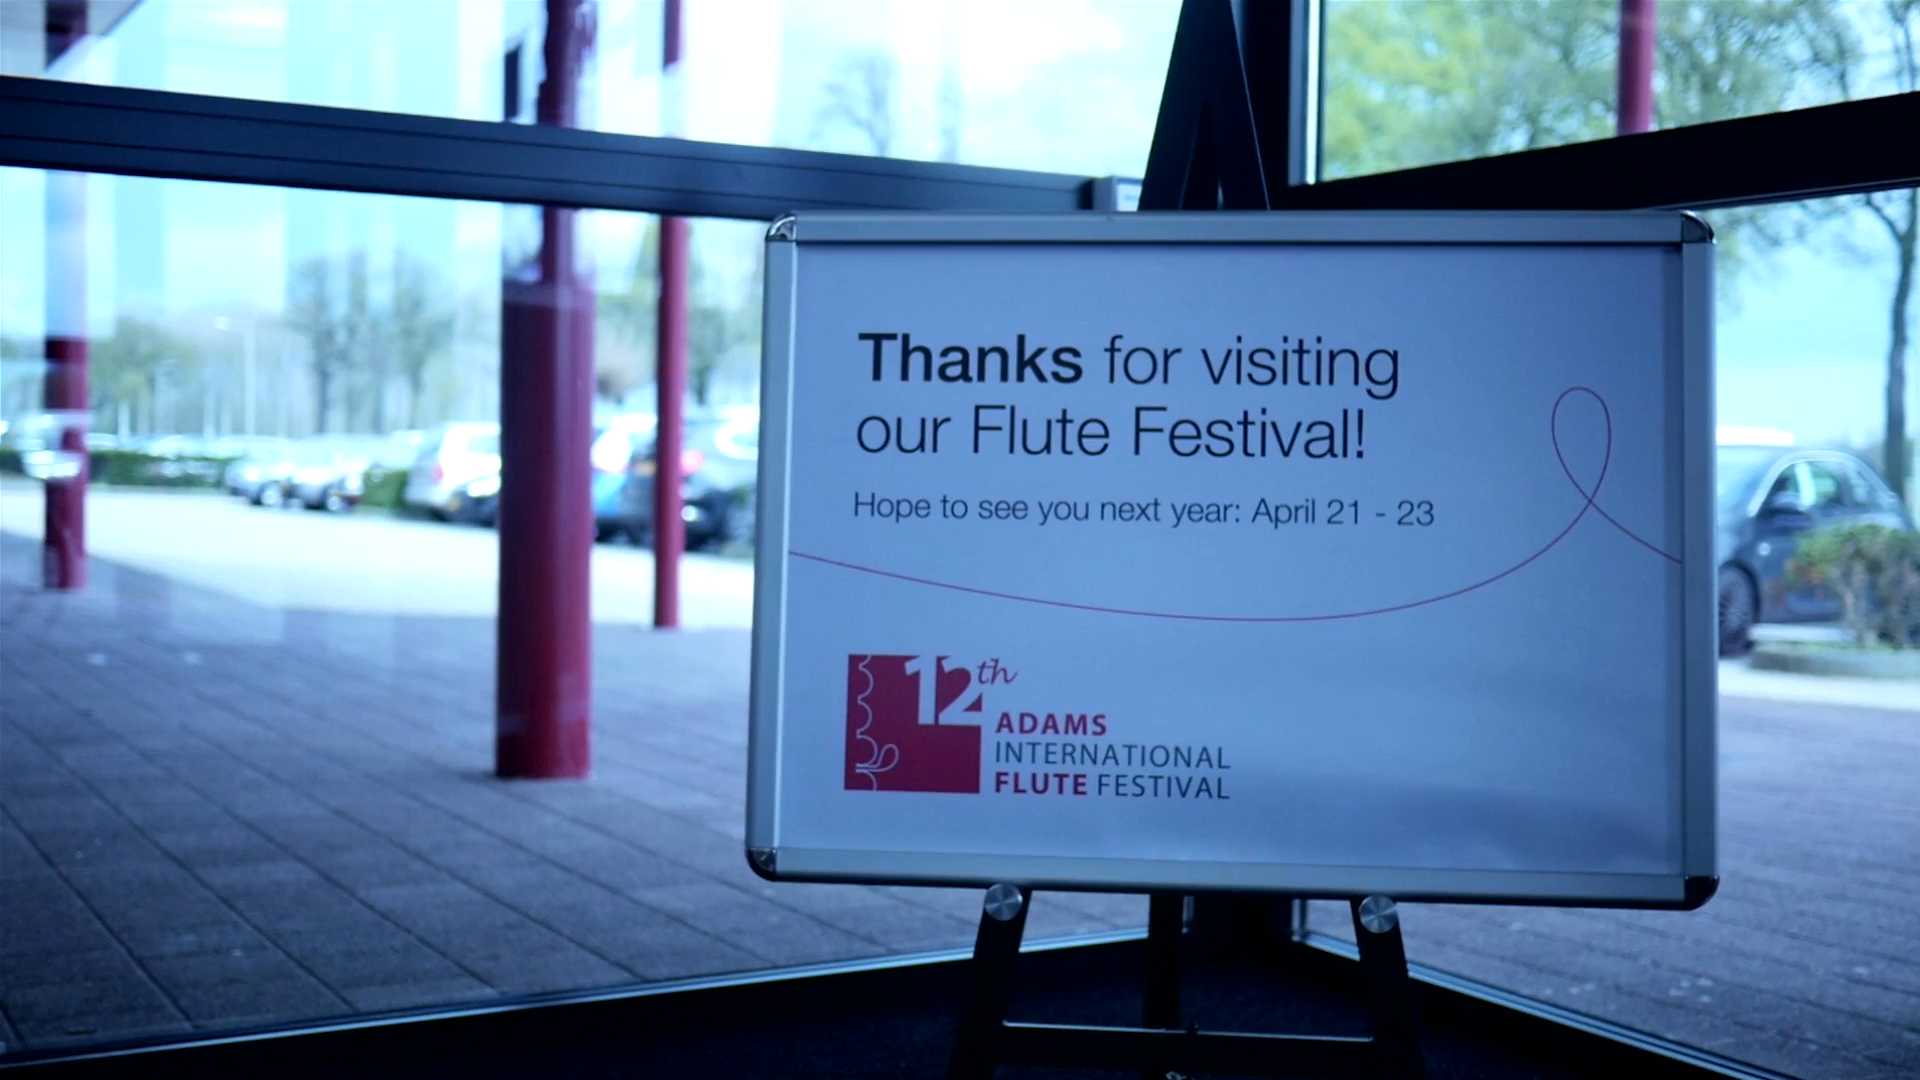 Thanks for visiting
our Flute Festival!
Hope to see you next year: April 21 - 23
12th
ADAMS
INTERNATIONAL
FLUTE FESTIVAL